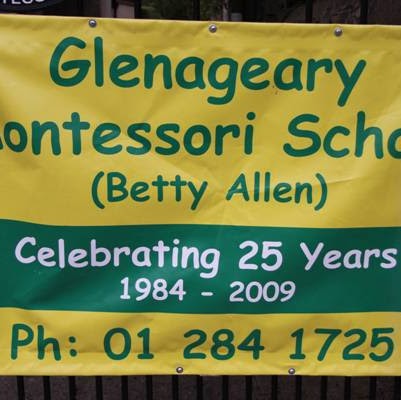 Glenageary
ontessori Scho
(Betty Allen)
Celebrating 25 Years
1984 - 2009
Ph: 01 284 1725